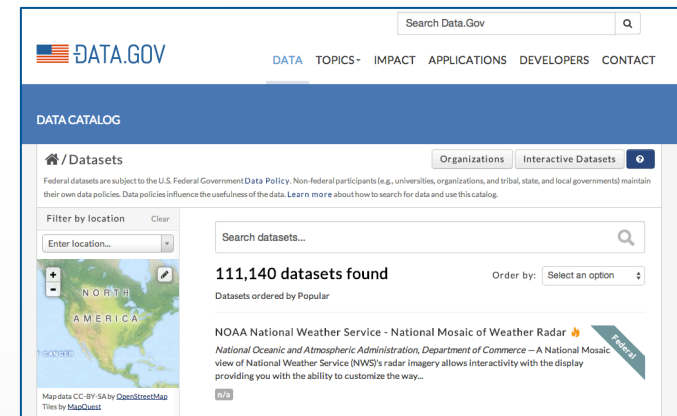 Search Data.Gov
DATA.GOV
DATA TOPICS IMPACT APPLICATIONS DEVELOPERS CONTACT
DATA CATALOG
/ Datasets
Organizations Interactive Datasets ?
Federal datasets are subject to the U.S. Federal Government Data Policy. Non-federal participants (e.g., universities, organizations, and tribal, state, and local governments) maintain
their own data policies. Data policies influence the usefulness of the data. Learn more about how to search for data and use this catalog.
Filter by location Clear
Enter location...
+
-
NORTH
AMERICA
CANCER
Map data CC-BY-SA by OpenStreetMap
Tiles by MapQuest
Search datasets...
111,140 datasets found
Order by: Select an option
Datasets ordered by Popular
NOAA National Weather Service - National Mosaic of Weather Radar
Federal
National Oceanic and Atmospheric Administration, Department of Commerce — A National Mosaic
view of National Weather Service (NWS)'s radar imagery allows interactivity with the display
providing you with the ability to customize the way...
n/a